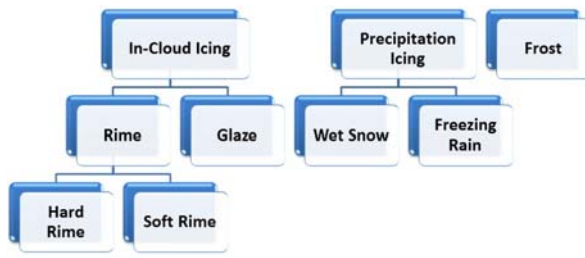 In-Cloud Icing
Precipitation
Icing
Frost
Rime
Glaze
Wet Snow
Freezing
Rain
Hard
Rime
Soft Rime